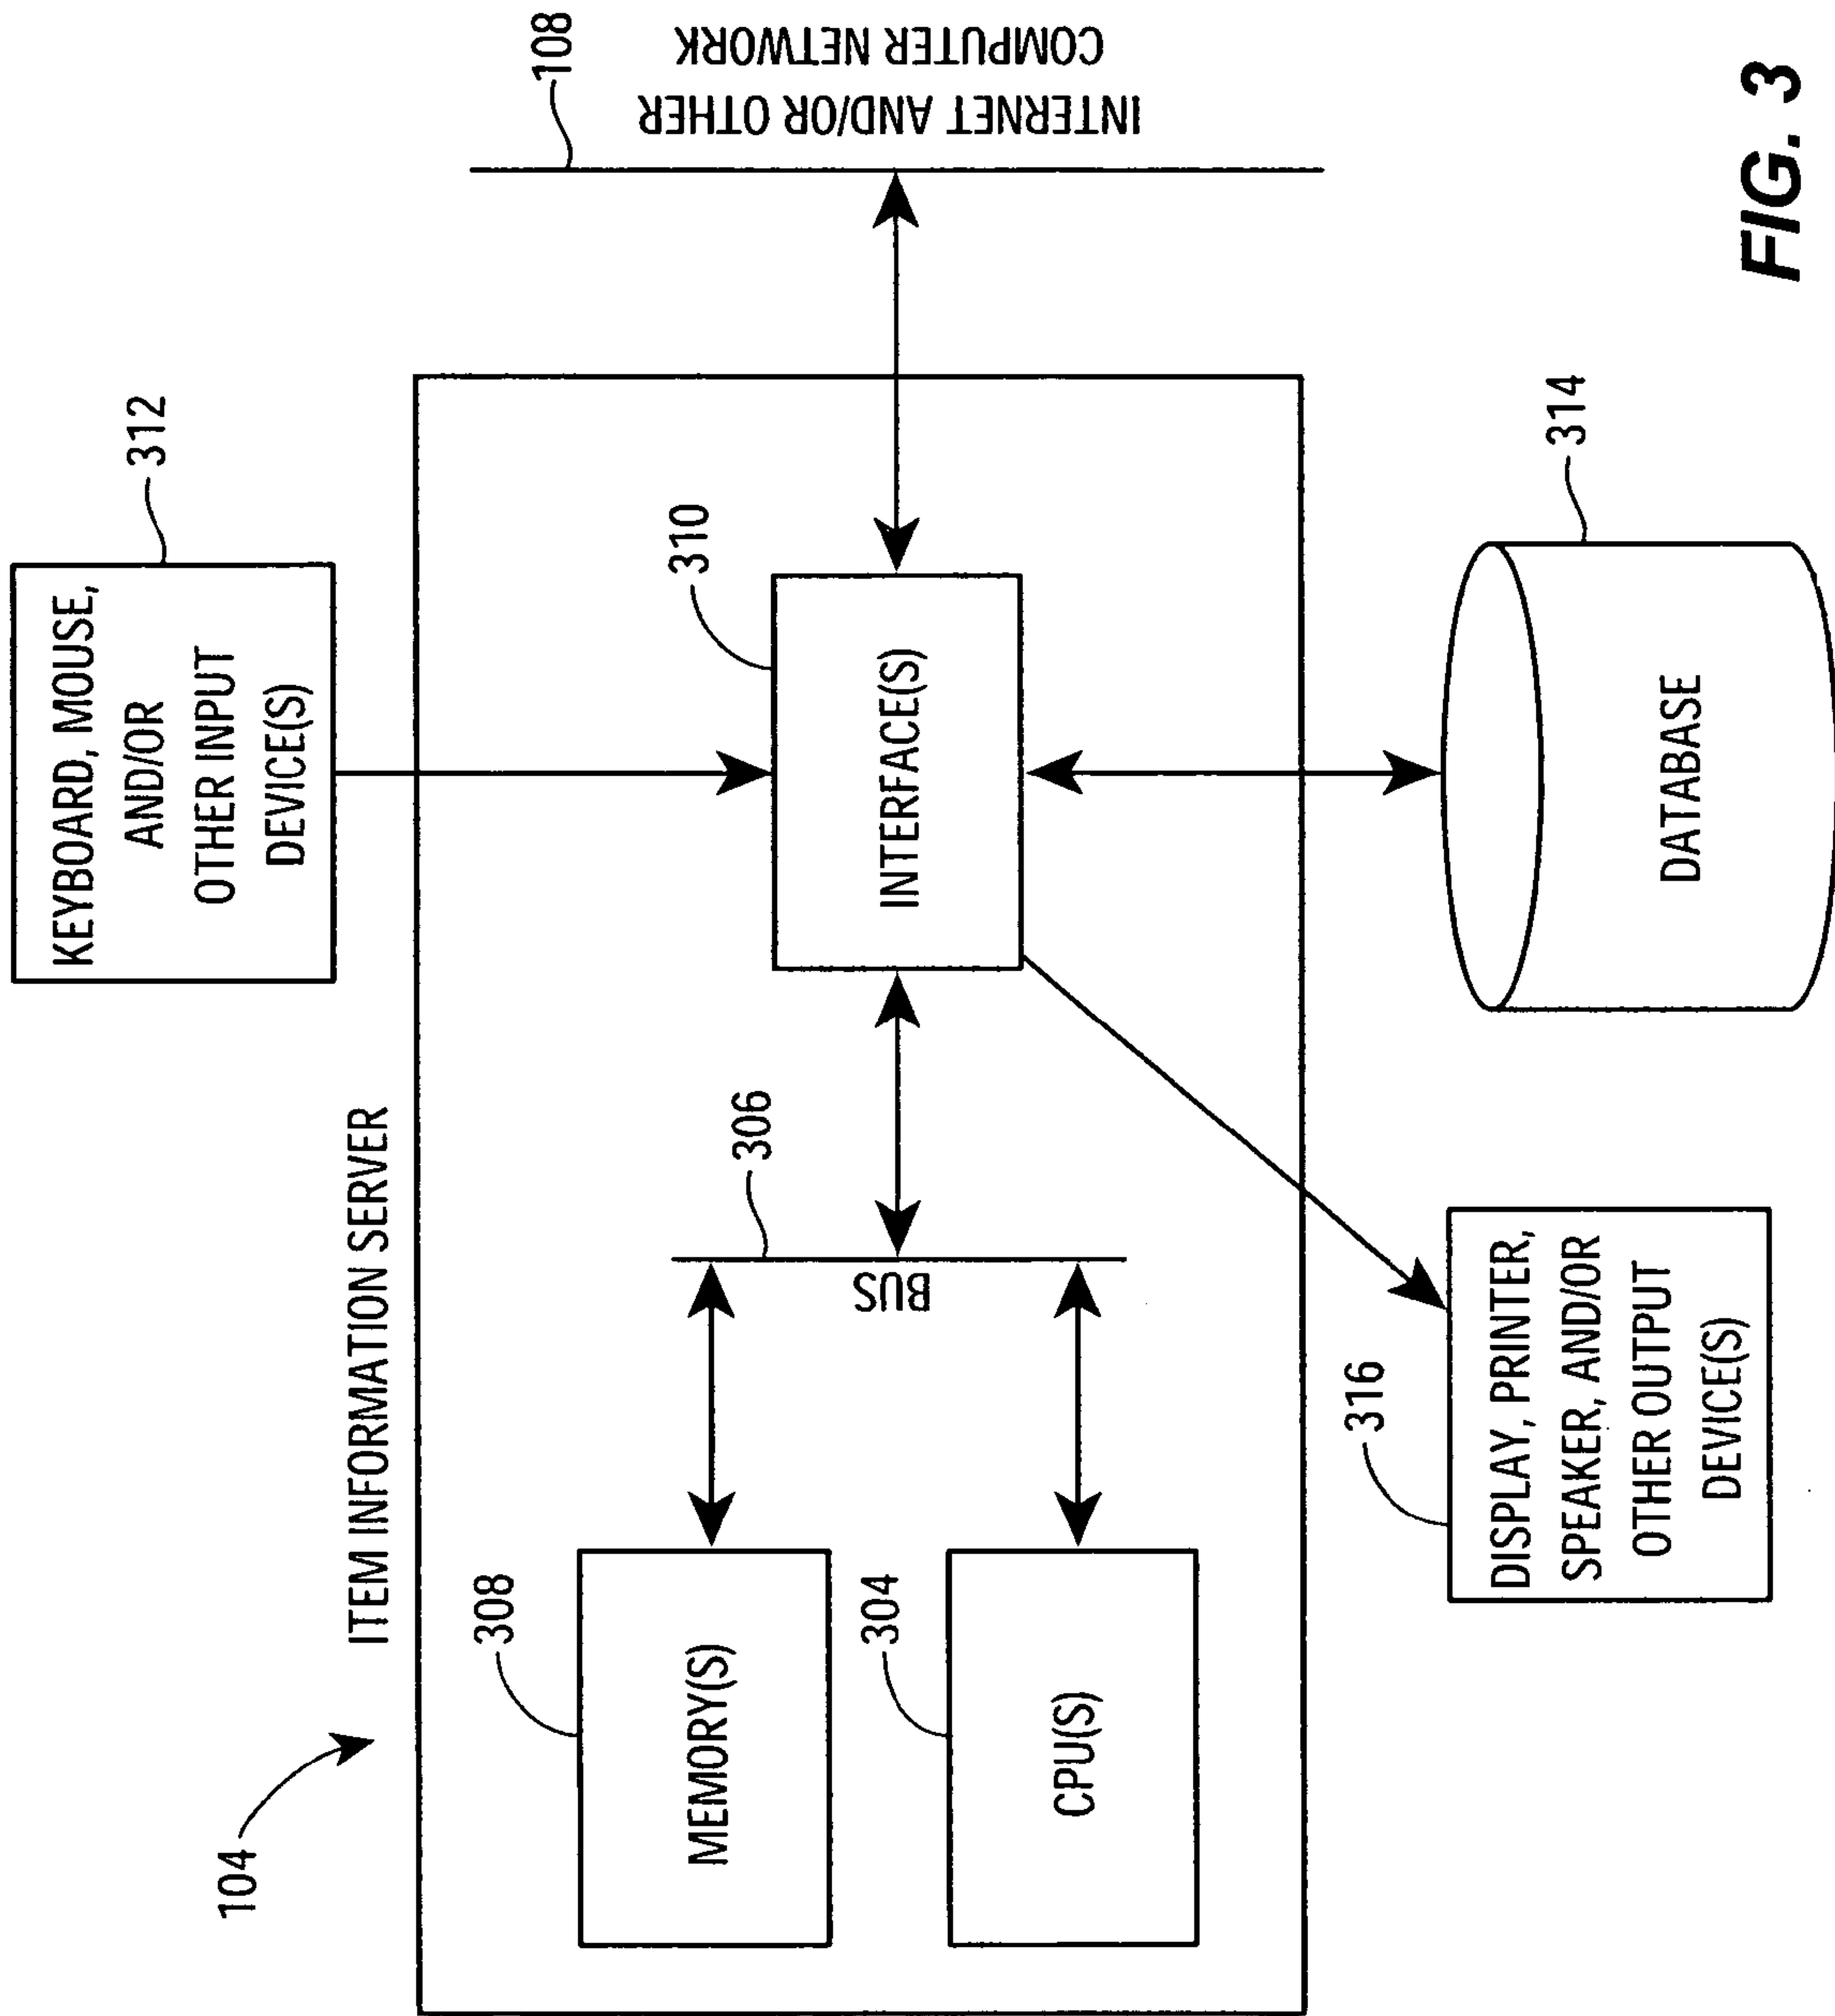 104
ITEM INFORMATION SERVER
KEYBOARD, MOUSE,
AND/OR
OTHER INPUT
DEVICE(S)
312
308
MEMORY(S)
304
CPU(S)
306
BUS
310
INTERFACE(S)
108
INTERNET AND/OR OTHER
COMPUTER NETWORK
316
DISPLAY, PRINTER,
SPEAKER, AND/OR
OTHER OUTPUT
DEVICE(S)
314
DATABASE
FIG. 3